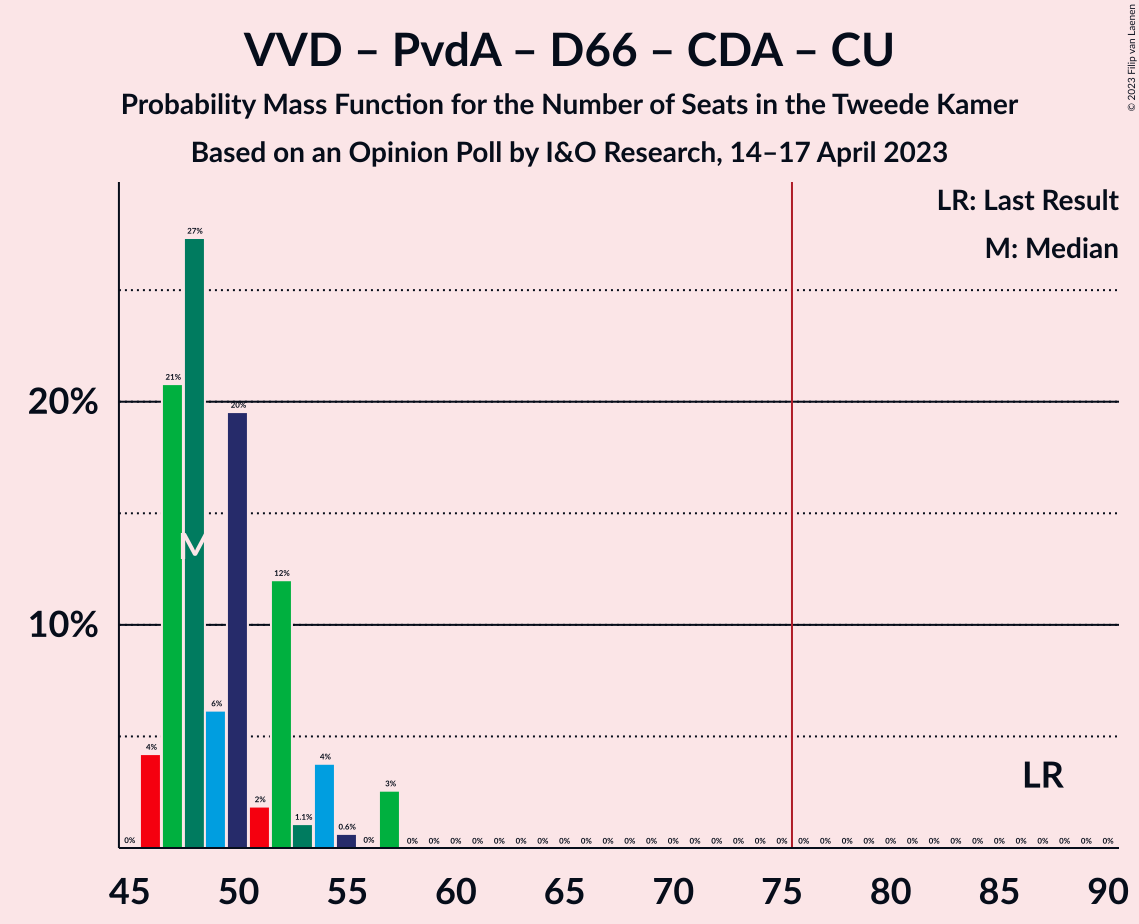 VVD – PvdA – D66 – CDA – CU
Probability Mass Function for the Number of Seats in the Tweede Kamer
Based on an Opinion Poll by I&O Research, 14–17 April 2023
© 2023 Filip van Laenen
LR: Last Result
M: Median
20%
10%
0% 4% 21% 27% 6% 20% 2% 12% 1.1% 4% 0.6% 0% 3% 0% 0% 0% 0% 0% 0% 0% 0% 0% 0% 0% 0% 0% 0% 0% 0% 0% 0% 0% 0% 0% 0% 0% 0% 0% 0% 0% 0% 0% 0% 0% 0% 0%
M
LR
45 50 55 60 65 70 75 80 85 90